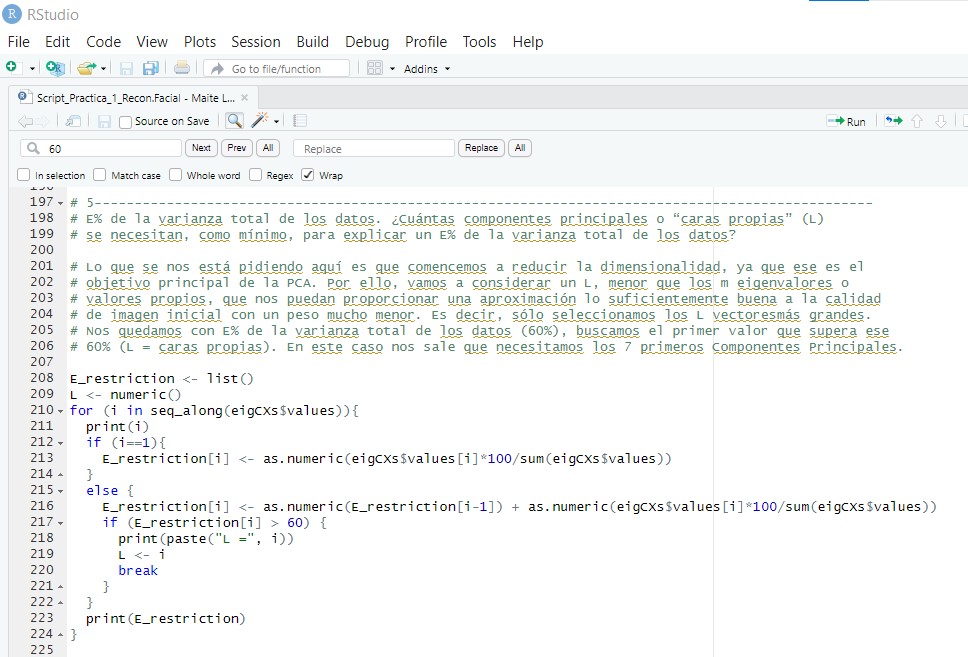 RStudio
File Edit Code View Plots Session Build Debug Profile Tools Help
Go to file/function Addins
Script_Practica_1_Recon.Facial - Maite L...
Source on Save Run
60 Next Prev All Replace Replace All
In selection Match case Whole word Regex Wrap
196
197 # 5--------------------------------------------------------------------------------------------------
198 # E% de la varianza total de los datos. ¿Cuántas componentes principales o “caras propias” (L)
199 # se necesitan, como mínimo, para explicar un E% de la varianza total de los datos?
200
201 # Lo que se nos está pidiendo aquí es que comencemos a reducir la dimensionalidad, ya que ese es el
202 # objetivo principal de la PCA. Por ello, vamos a considerar un L, menor que los m eigenvalores o
203 # valores propios, que nos puedan proporcionar una aproximación lo suficientemente buena a la calidad
204 # de imagen inicial con un peso mucho menor. Es decir, sólo seleccionamos los L vectoresmás grandes.
205 # Nos quedamos con E% de la varianza total de los datos (60%), buscamos el primer valor que supera ese
206 # 60% (L = caras propias). En este caso nos sale que necesitamos los 7 primeros Componentes Principales.
207
208 E_restriction <- list()
209 L <- numeric()
210 for (i in seq_along(eigCXs$values)){
211 print(i)
212 if (i==1){
213 E_restriction[i] <- as.numeric(eigCXs$values[i]*100/sum(eigCXs$values))
214 }
215 else {
216 E_restriction[i] <- as.numeric(E_restriction[i-1]) + as.numeric(eigCXs$values[i]*100/sum(eigCXs$values))
217 if (E_restriction[i] > 60) {
218 print(paste("L =", i))
219 L <- i
220 break
221 }
222 }
223 print(E_restriction)
224 }
225